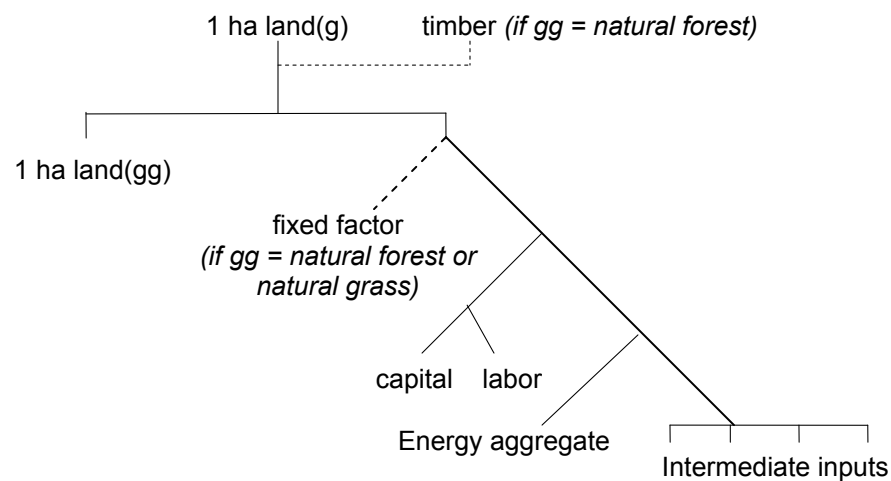 1 ha land(g)
timber (if gg = natural forest)
1 ha land(gg)
fixed factor
(if gg = natural forest or
natural grass)
capital
labor
Energy aggregate
Intermediate inputs